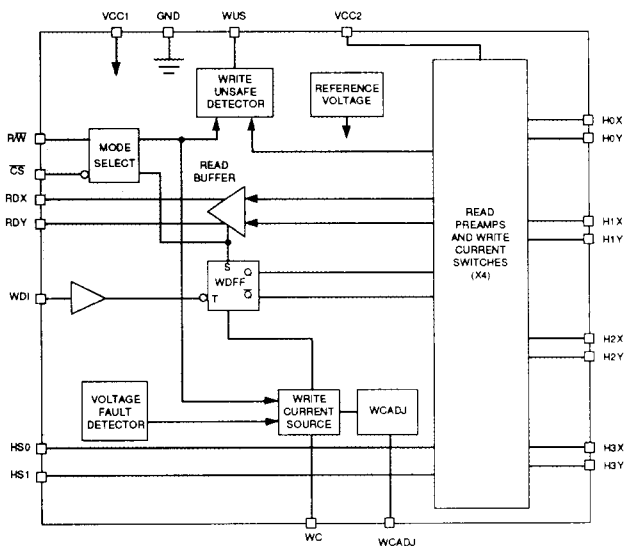 VCC1
GND
WUS
VCC2
WRITE
UNSAFE
DETECTOR
REFERENCE
VOLTAGE
R/W̅
C̅S̅
RDX
RDY
MODE
SELECT
READ
BUFFER
H0X
H0Y
H1X
H1Y
READ
PREAMPS
AND WRITE
CURRENT
SWITCHES
(X4)
S
Q
WDFF
T
Q̅
WDI
H2X
H2Y
VOLTAGE
FAULT
DETECTOR
WRITE
CURRENT
SOURCE
WCADJ
HS0
HS1
H3X
H3Y
WC
WCADJ